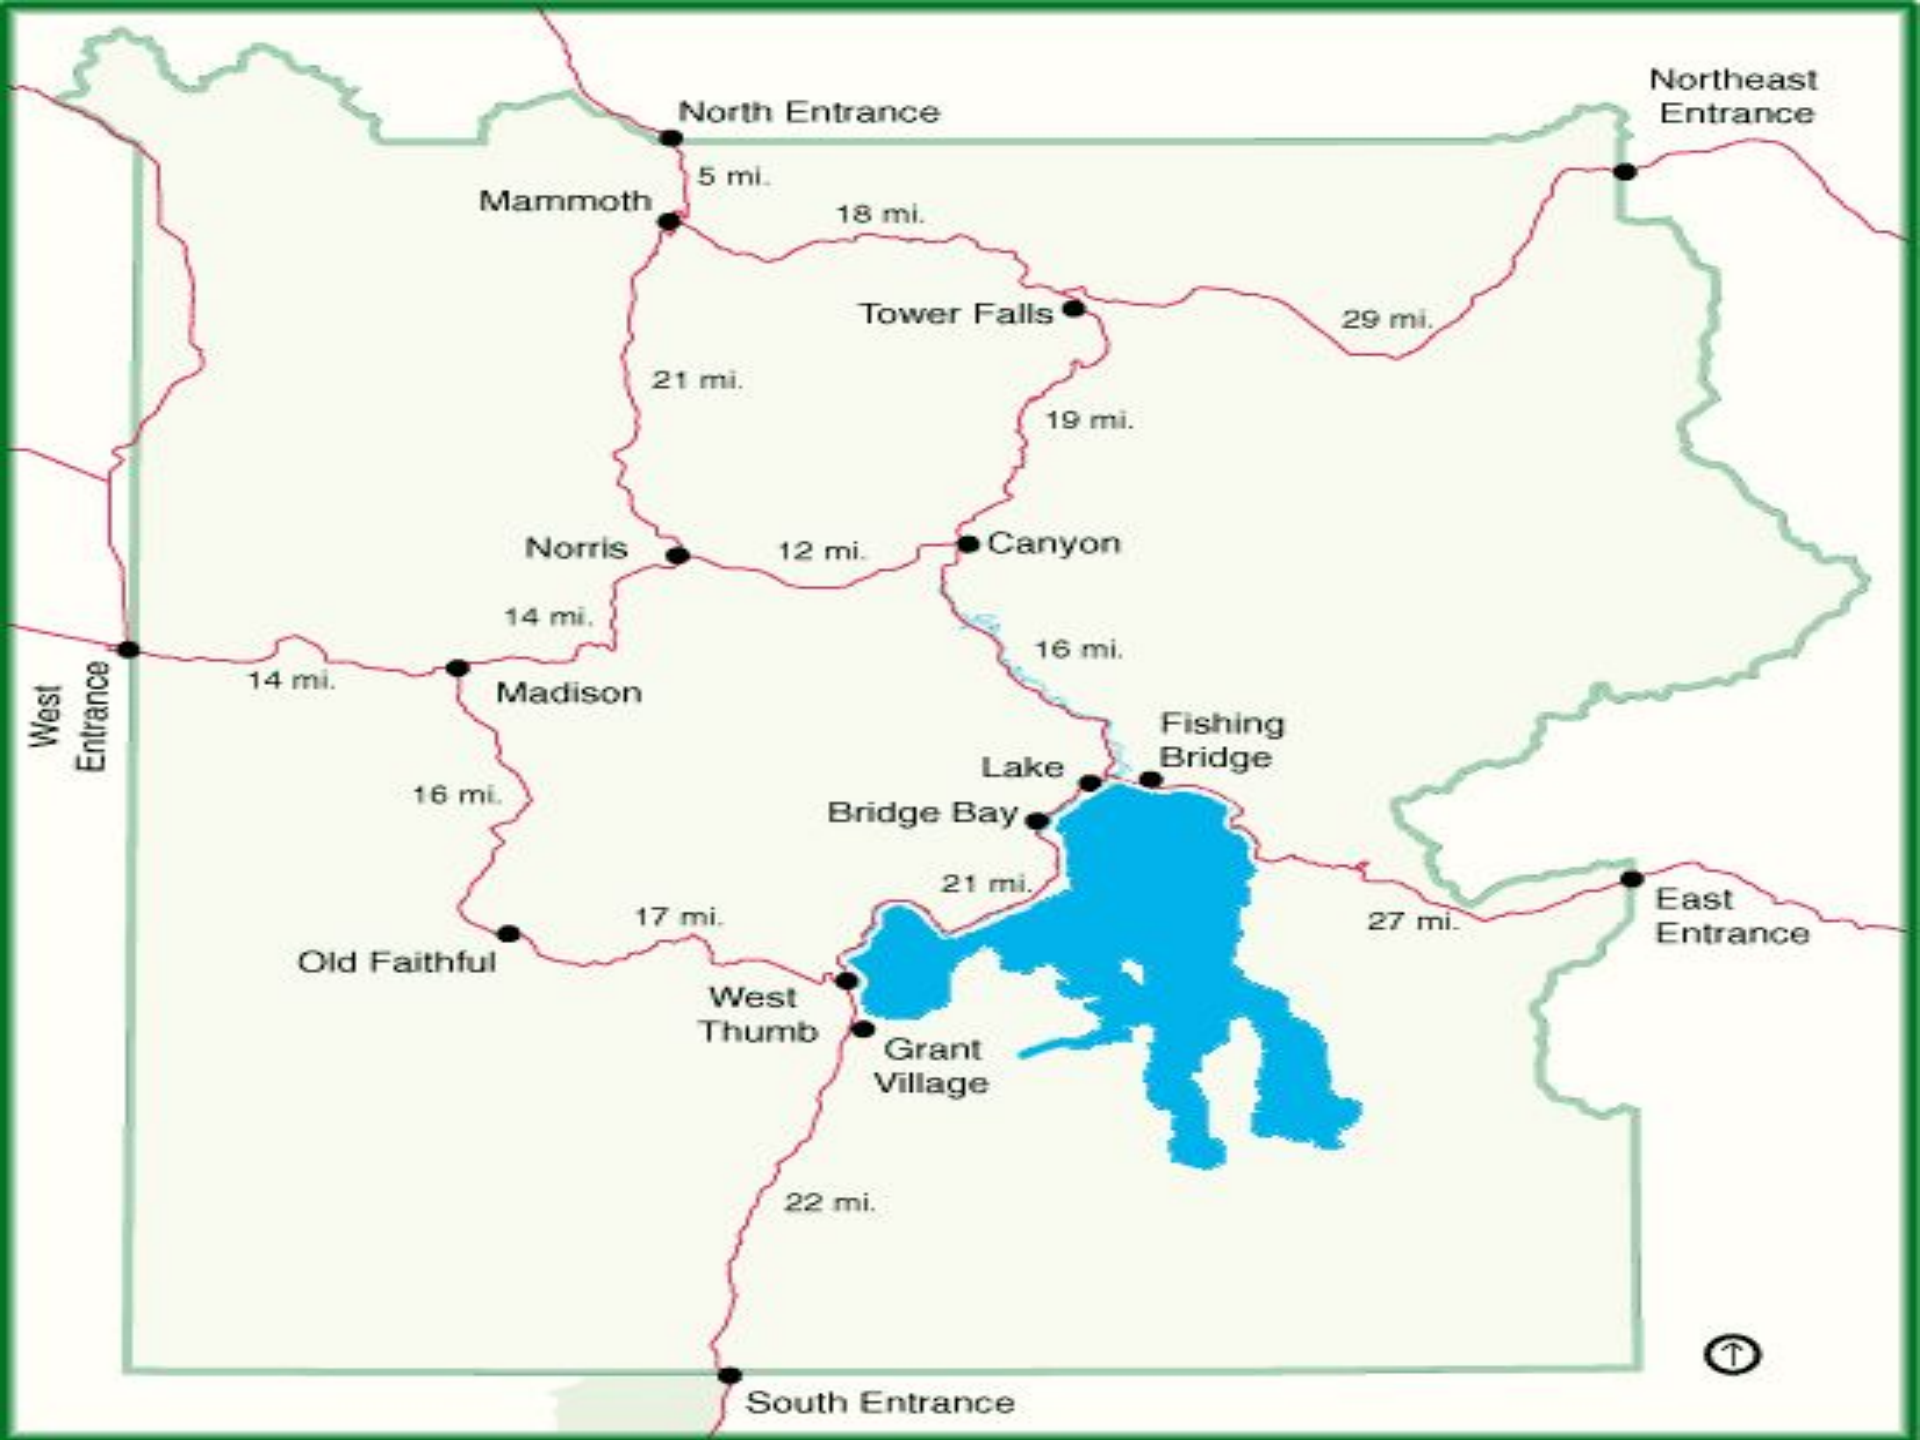 Northeast
Entrance
North Entrance
5 mi.
Mammoth
18 mi.
Tower Falls
29 mi.
21 mi.
19 mi.
Norris
12 mi.
Canyon
14 mi.
16 mi.
14 mi.
Madison
West
Entrance
Fishing
Bridge
Lake
16 mi.
Bridge Bay
21 mi.
East
Entrance
27 mi.
17 mi.
Old Faithful
West
Thumb
Grant
Village
22 mi.
South Entrance